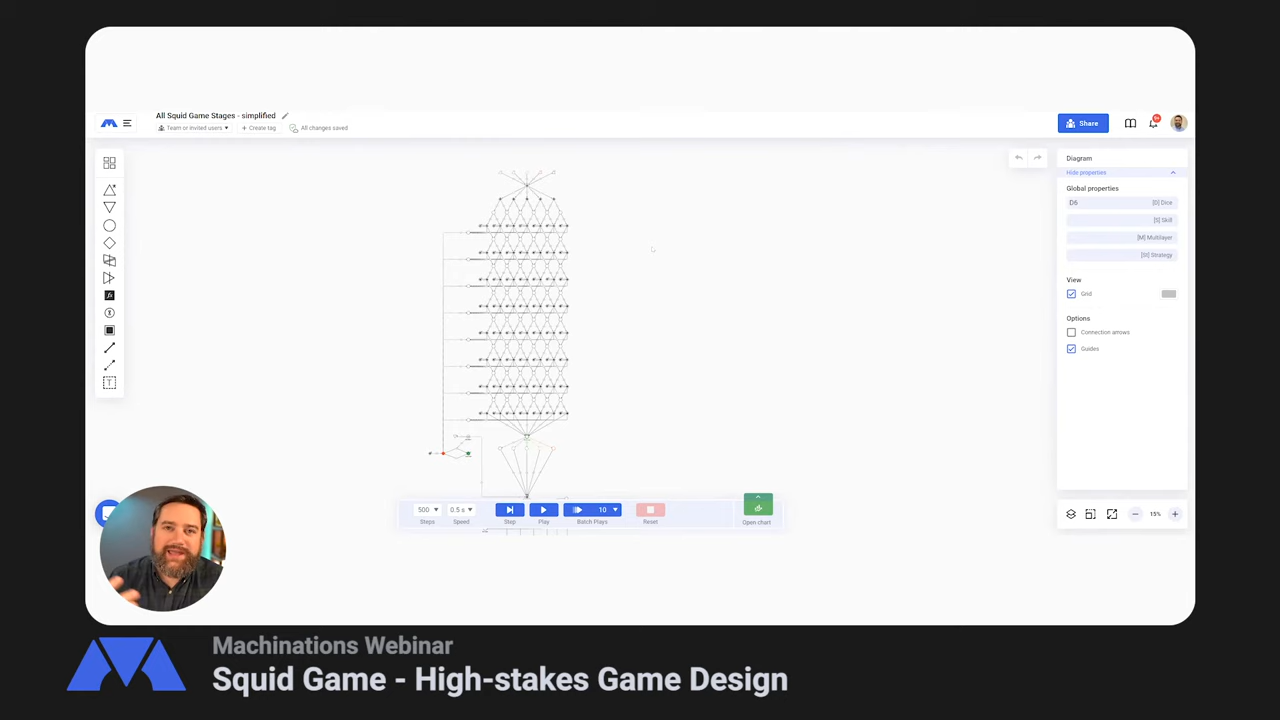 All Squid Game Stages - simplified
Team or Invited users
+ Create tag
All changes saved
Share
9+
Diagram
Hide properties
Global properties
D6
[D] Dice
[S] Skill
[M] Multilayer
[St] Strategy
View
Grid
Options
Connection arrows
Guides
T
500
0.5 s
10
Steps
Speed
Step
Play
Batch Plays
Reset
Open chart
15%
Machinations Webinar
Squid Game - High-stakes Game Design